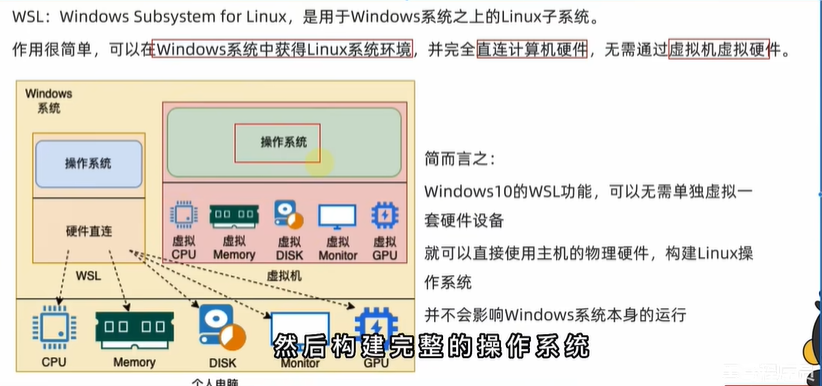 WSL：Windows Subsystem for Linux，是用于Windows系统之上的Linux子系统。
作用很简单，可以在Windows系统中获得Linux系统环境，并完全直连计算机硬件，无需通过虚拟机虚拟硬件。
Windows
系统
操作系统
硬件直连
WSL
操作系统
虚拟
CPU
虚拟
Memory
虚拟
DISK
虚拟
Monitor
虚拟
GPU
虚拟机
CPU
Memory
DISK
Monitor
GPU
个人电脑
简而言之：
Windows10的WSL功能，可以无需单独虚拟一
套硬件设备
就可以直接使用主机的物理硬件，构建Linux操
作系统
并不会影响Windows系统本身的运行
然后构建完整的操作系统